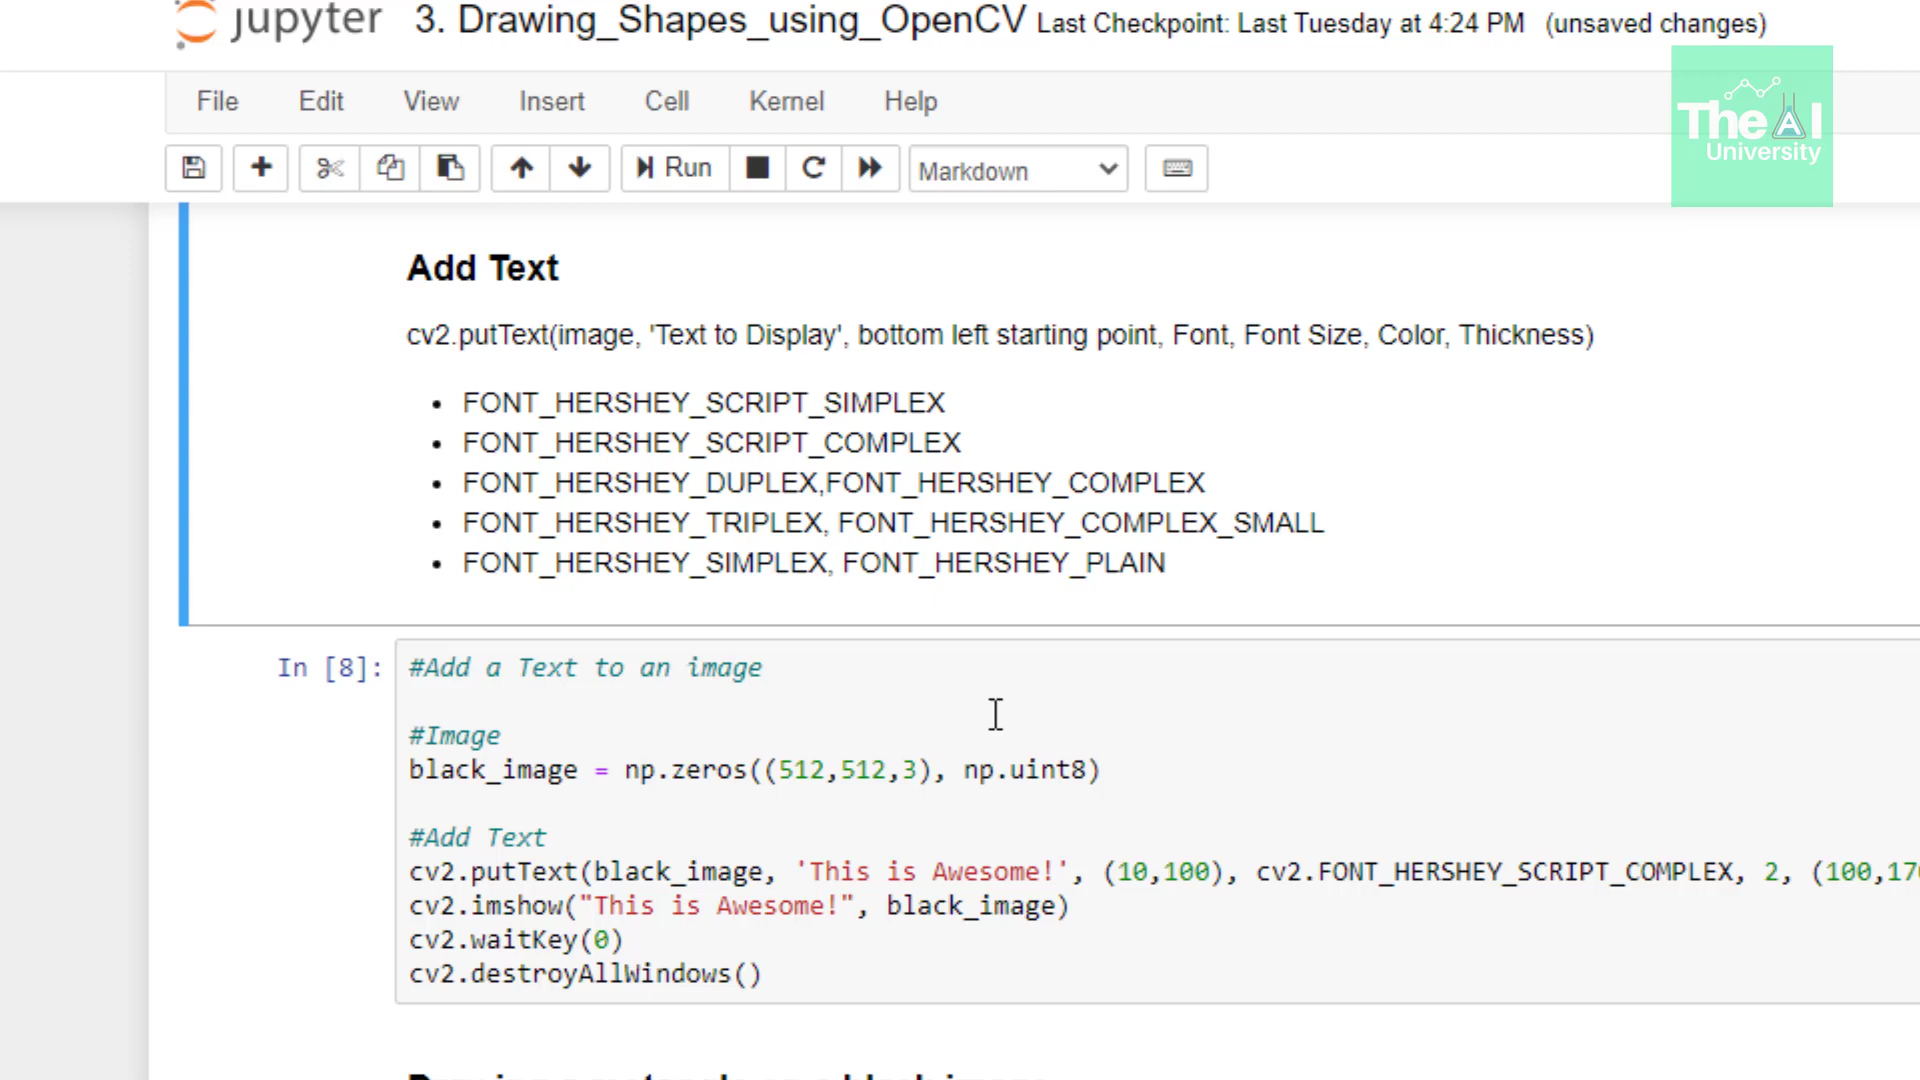 jupyter 3. Drawing_Shapes_using_OpenCV Last Checkpoint: Last Tuesday at 4:24 PM (unsaved changes)
File Edit View Insert Cell Kernel Help
Run Markdown
The AI
University
Add Text
cv2.putText(image, 'Text to Display', bottom left starting point, Font, Font Size, Color, Thickness)
• FONT_HERSHEY_SCRIPT_SIMPLEX
• FONT_HERSHEY_SCRIPT_COMPLEX
• FONT_HERSHEY_DUPLEX,FONT_HERSHEY_COMPLEX
• FONT_HERSHEY_TRIPLEX, FONT_HERSHEY_COMPLEX_SMALL
• FONT_HERSHEY_SIMPLEX, FONT_HERSHEY_PLAIN
In [8]: #Add a Text to an image
#Image
black_image = np.zeros((512,512,3), np.uint8)
#Add Text
cv2.putText(black_image, 'This is Awesome!', (10,100), cv2.FONT_HERSHEY_SCRIPT_COMPLEX, 2, (100,17
cv2.imshow("This is Awesome!", black_image)
cv2.waitKey(0)
cv2.destroyAllWindows()